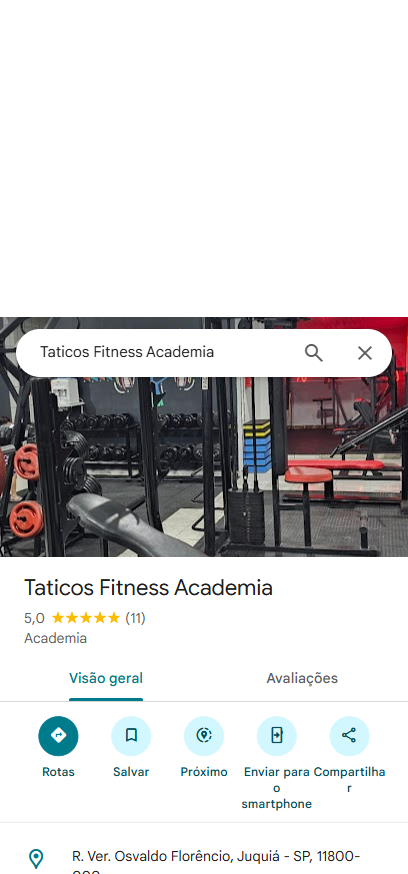 Taticos Fitness Academia
Taticos Fitness Academia
5,0 (11)
Academia
Visão geral Avaliações
Rotas Salvar Próximo Enviar para o smartphone Compartilhar
R. Ver. Osvaldo Florêncio, Juquiá - SP, 11800-
000